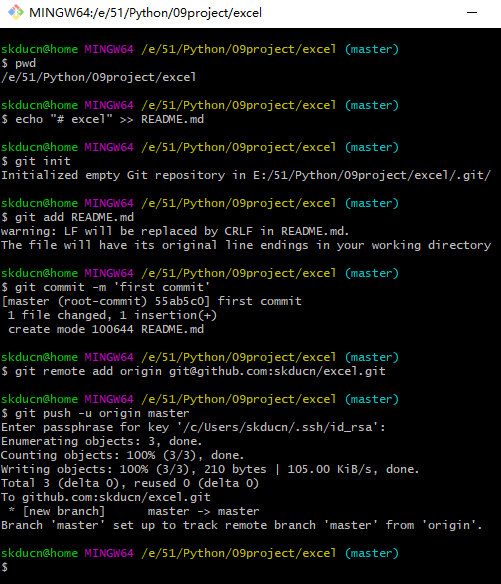 MINGW64:/e/51/Python/09project/excel
skducn@home MINGW64 /e/51/Python/09project/excel (master)
$ pwd
/e/51/Python/09project/excel
skducn@home MINGW64 /e/51/Python/09project/excel (master)
$ echo "# excel" >> README.md
skducn@home MINGW64 /e/51/Python/09project/excel (master)
$ git init
Initialized empty Git repository in E:/51/Python/09project/excel/.git/
skducn@home MINGW64 /e/51/Python/09project/excel (master)
$ git add README.md
warning: LF will be replaced by CRLF in README.md.
The file will have its original line endings in your working directory
skducn@home MINGW64 /e/51/Python/09project/excel (master)
$ git commit -m 'first commit'
[master (root-commit) 55ab5c0] first commit
 1 file changed, 1 insertion(+)
 create mode 100644 README.md
skducn@home MINGW64 /e/51/Python/09project/excel (master)
$ git remote add origin git@github.com:skducn/excel.git
skducn@home MINGW64 /e/51/Python/09project/excel (master)
$ git push -u origin master
Enter passphrase for key '/c/Users/skducn/.ssh/id_rsa':
Enumerating objects: 3, done.
Counting objects: 100% (3/3), done.
Writing objects: 100% (3/3), 210 bytes | 105.00 KiB/s, done.
Total 3 (delta 0), reused 0 (delta 0)
To github.com:skducn/excel.git
 * [new branch]      master -> master
Branch 'master' set up to track remote branch 'master' from 'origin'.
skducn@home MINGW64 /e/51/Python/09project/excel (master)
$